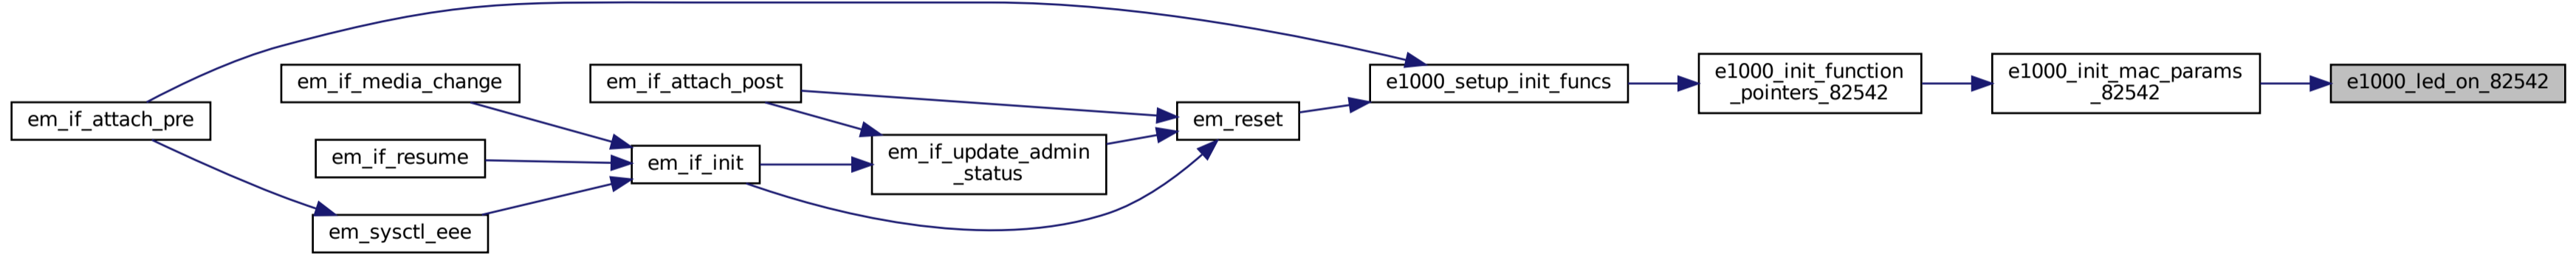 em_if_attach_pre
em_if_media_change
em_if_resume
em_sysctl_eee
em_if_attach_post
em_if_init
em_if_update_admin
_status
em_reset
e1000_setup_init_funcs
e1000_init_function
_pointers_82542
e1000_init_mac_params
_82542
e1000_led_on_82542